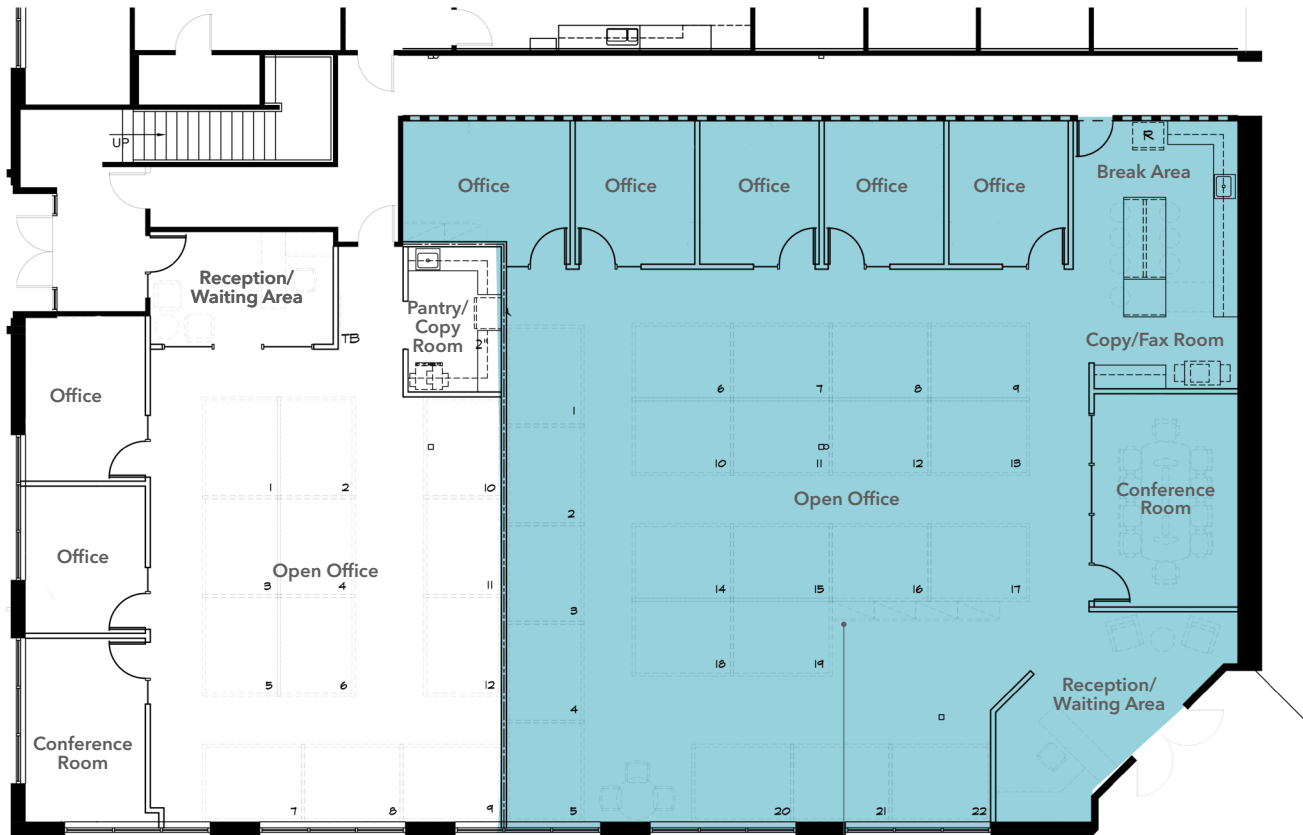 UP
R
Break Area
Office
Office
Office
Office
Office
Reception/
Waiting Area
Pantry/
Copy
Room
2"
TB
Copy/Fax Room
Office
6
7
8
9
1
10
11
12
13
1
2
10
Open Office
Conference
Room
2
Office
Open Office
3
4
11
14
15
16
17
3
18
19
5
6
12
Reception/
Waiting Area
4
Conference
Room
7
8
9
5
20
21
22